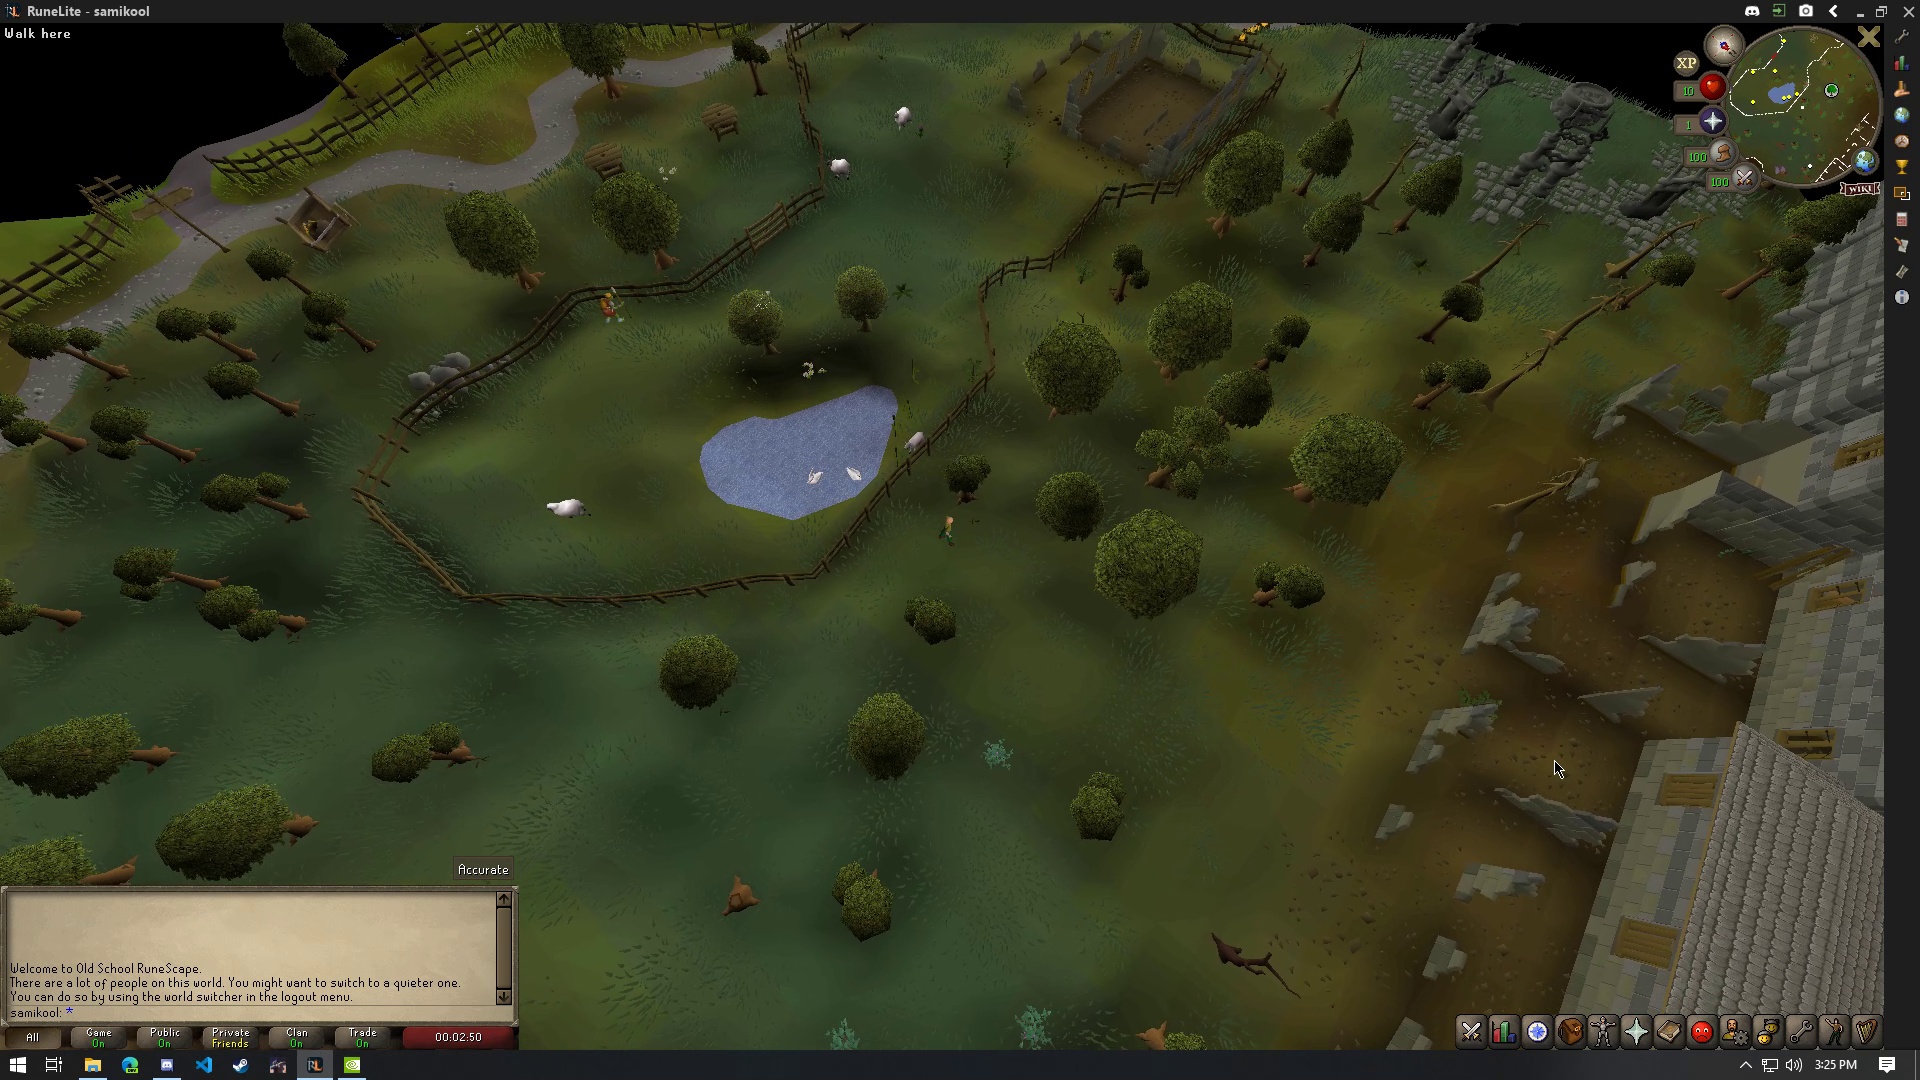 RuneLite - samikool
Walk here
XP
10
1
100
100
WIKI
Accurate
Welcome to Old School RuneScape.
There are a lot of people on this world. You might want to switch to a quieter one.
You can do so by using the world switcher in the logout menu.
samikool: *
All
Game
On
Public
On
Private
Friends
Clan
On
Trade
On
00:02:50
3:25 PM